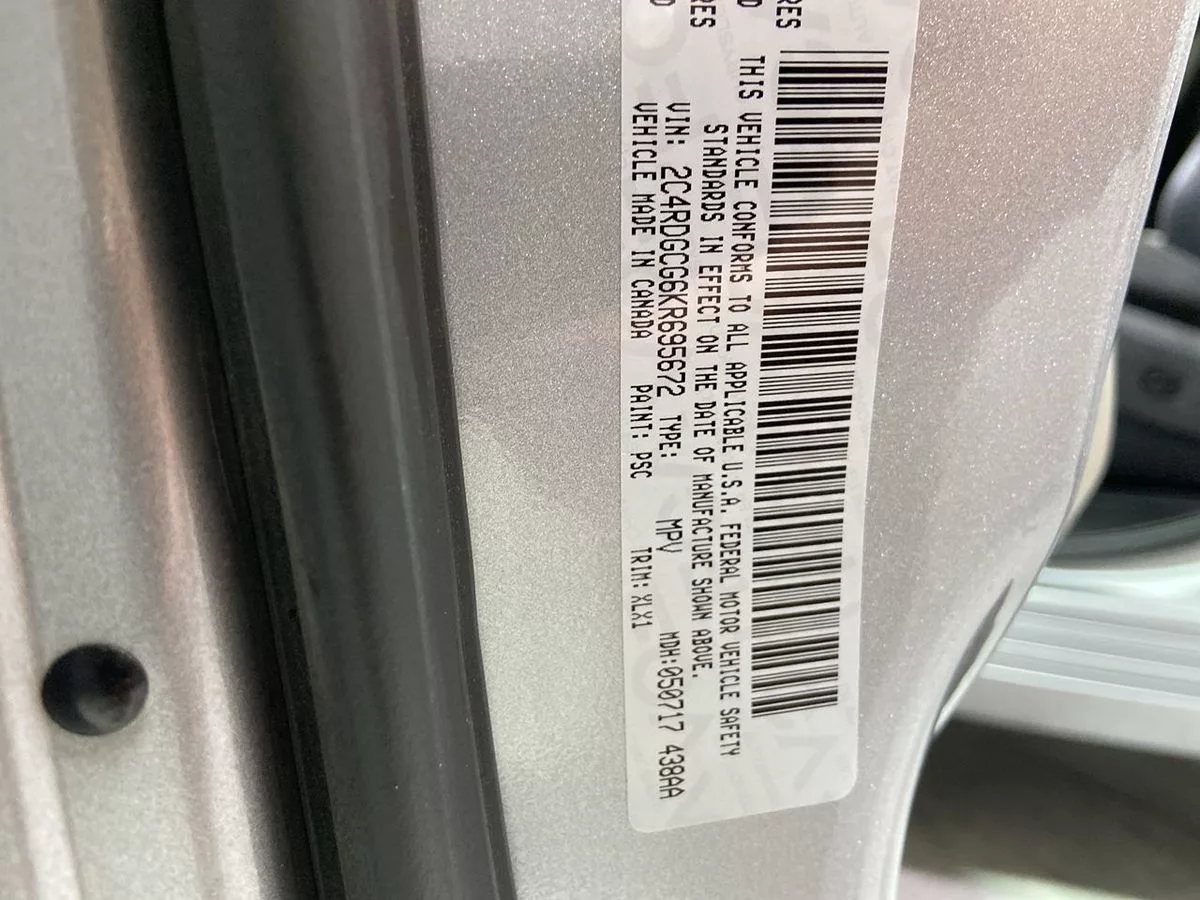 THIS VEHICLE CONFORMS TO ALL APPLICABLE U.S.A. FEDERAL MOTOR VEHICLE SAFETY
STANDARDS IN EFFECT ON THE DATE OF MANUFACTURE SHOWN ABOVE.
VIN: 2C4RDGCG6KR695672 TYPE: MPV MDH:050717 438AA
VEHICLE MADE IN CANADA PAINT: PSC TRIM: XLX1